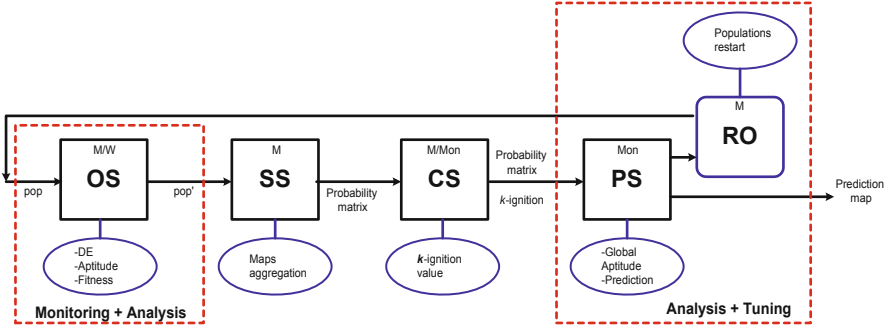 Populations
restart
M
RO
M/W
OS
M
SS
M/Mon
CS
Mon
PS
pop
pop'
Probability
matrix
Probability
matrix
k-ignition
Prediction
map
-DE
-Aptitude
-Fitness
Maps
aggregation
k-ignition
value
-Global
Aptitude
-Prediction
Monitoring + Analysis
Analysis + Tuning